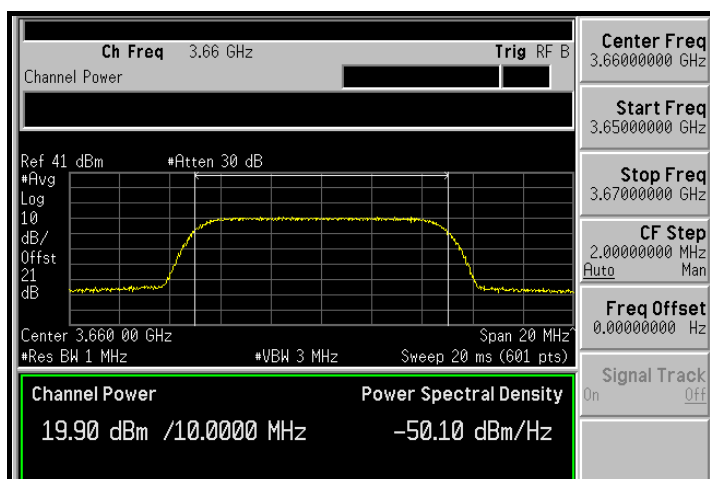 Ch Freq 3.66 GHz Trig RF B
Channel Power
Ref 41 dBm #Atten 30 dB
#Avg
Log
10
dB/
Offst
21
dB
Center 3.660 00 GHz Span 20 MHz^
#Res BW 1 MHz #VBW 3 MHz Sweep 20 ms (601 pts)
Channel Power Power Spectral Density
19.90 dBm /10.0000 MHz -50.10 dBm/Hz
Center Freq
3.66000000 GHz
Start Freq
3.65000000 GHz
Stop Freq
3.67000000 GHz
CF Step
2.00000000 MHz
Auto Man
Freq Offset
0.00000000 Hz
Signal Track
On Off